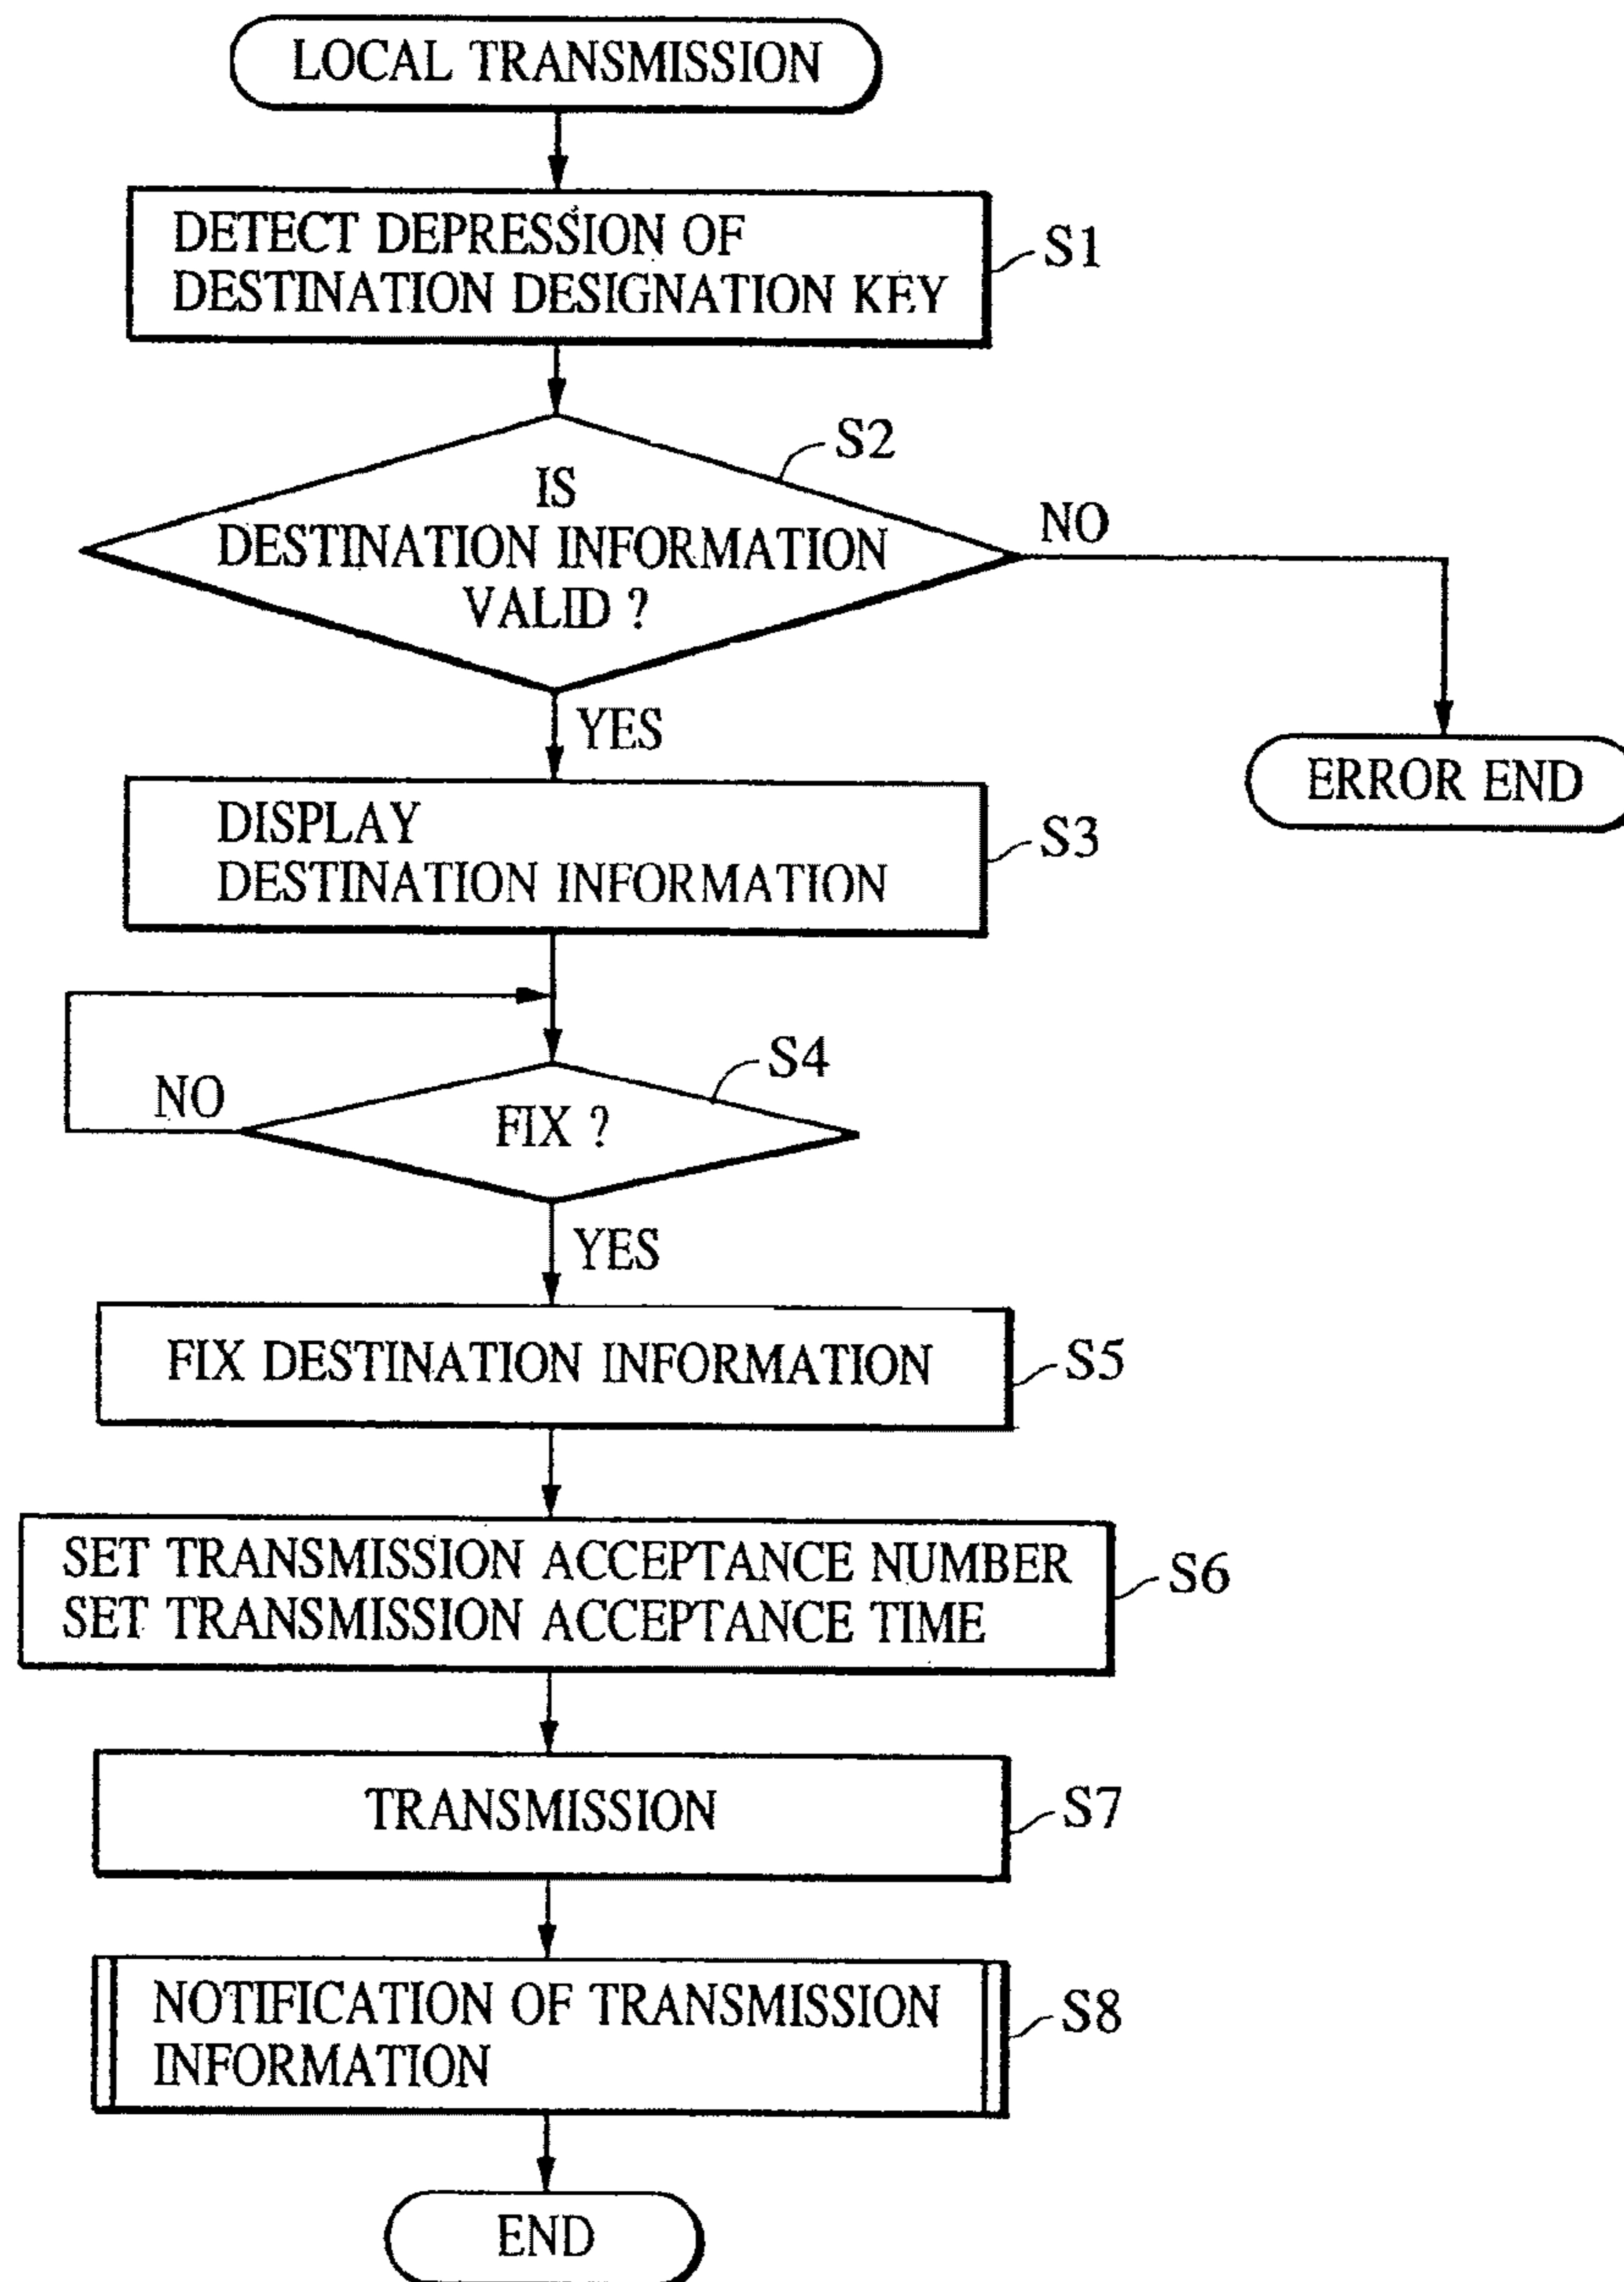 LOCAL TRANSMISSION
DETECT DEPRESSION OF
DESTINATION DESIGNATION KEY
S1
S2
IS
DESTINATION INFORMATION
VALID ?
NO
YES
ERROR END
DISPLAY
DESTINATION INFORMATION
S3
S4
NO
FIX ?
YES
FIX DESTINATION INFORMATION
S5
SET TRANSMISSION ACCEPTANCE NUMBER
SET TRANSMISSION ACCEPTANCE TIME
S6
TRANSMISSION
S7
NOTIFICATION OF TRANSMISSION
INFORMATION
S8
END